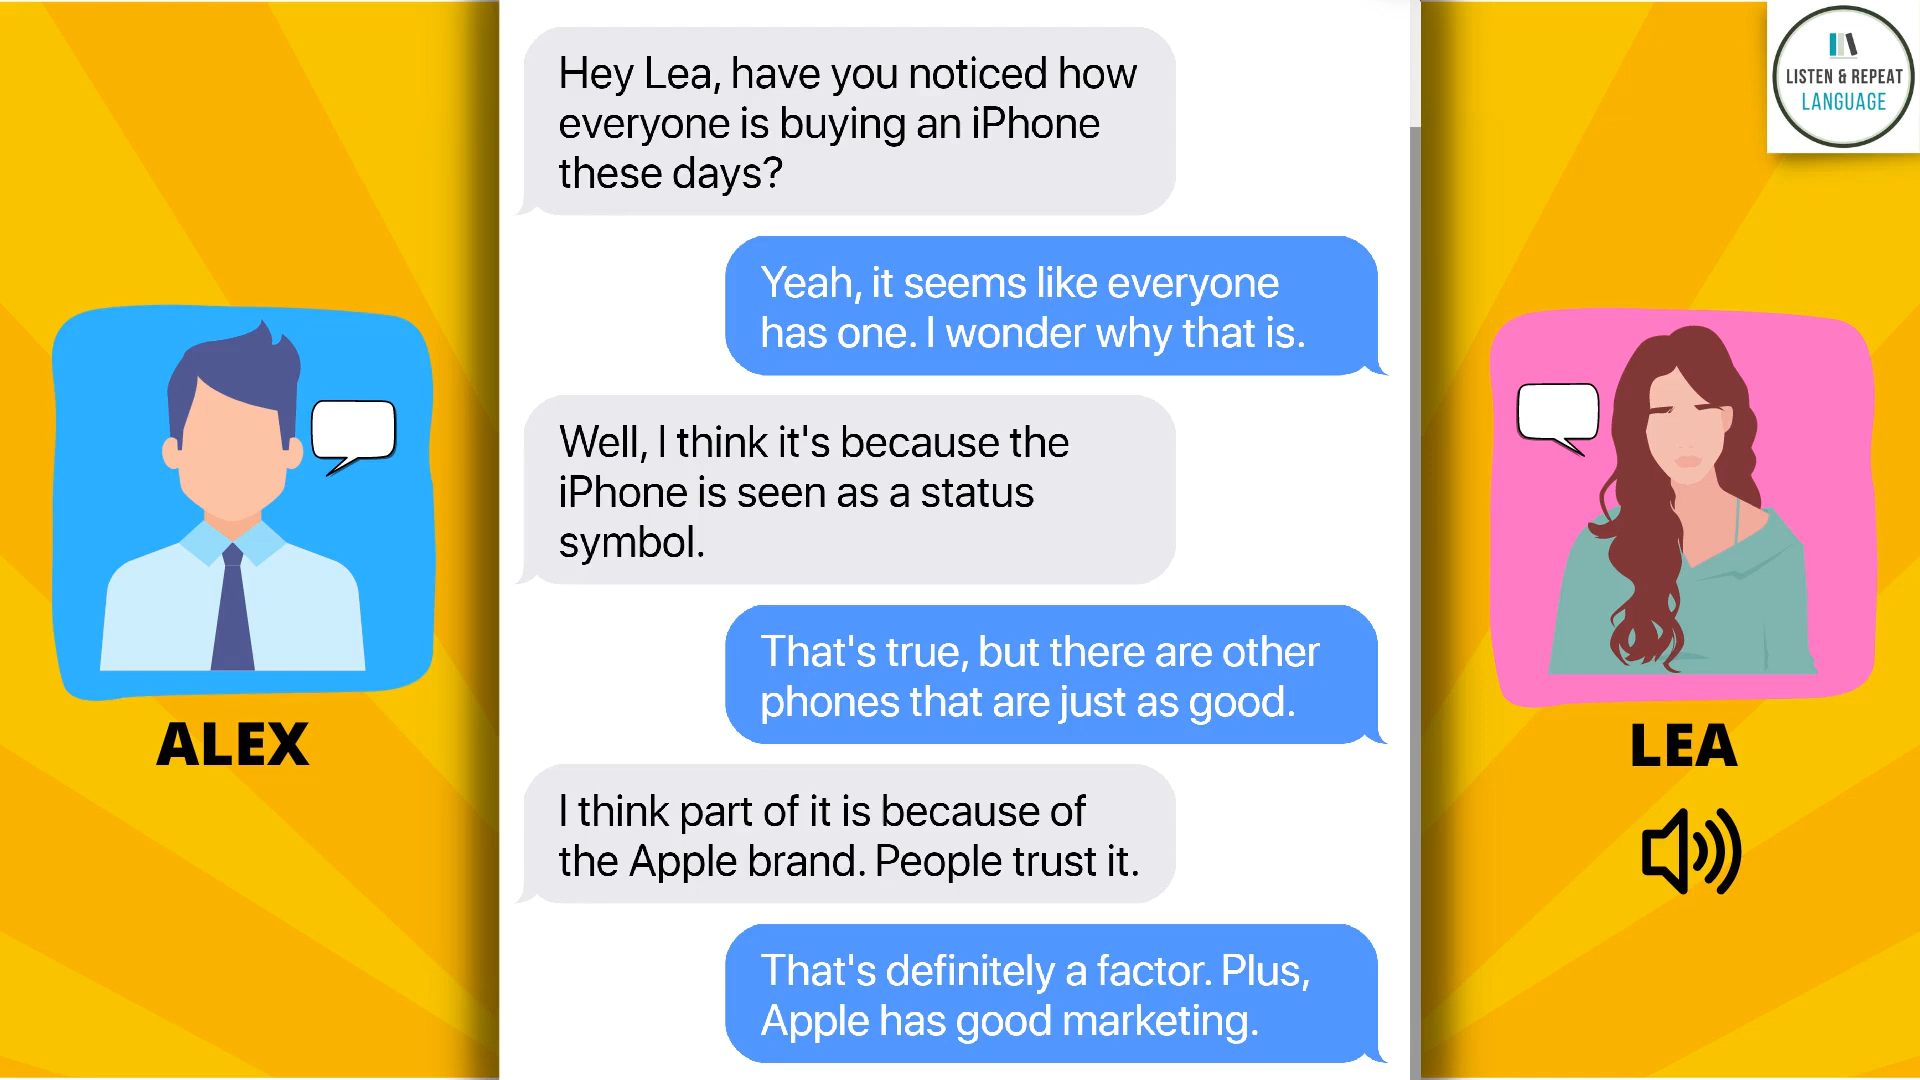 Hey Lea, have you noticed how
everyone is buying an iPhone
these days?
Yeah, it seems like everyone
has one. I wonder why that is.
Well, I think it's because the
iPhone is seen as a status
symbol.
That's true, but there are other
phones that are just as good.
I think part of it is because of
the Apple brand. People trust it.
That's definitely a factor. Plus,
Apple has good marketing.
ALEX
LEA
LISTEN & REPEAT
LANGUAGE